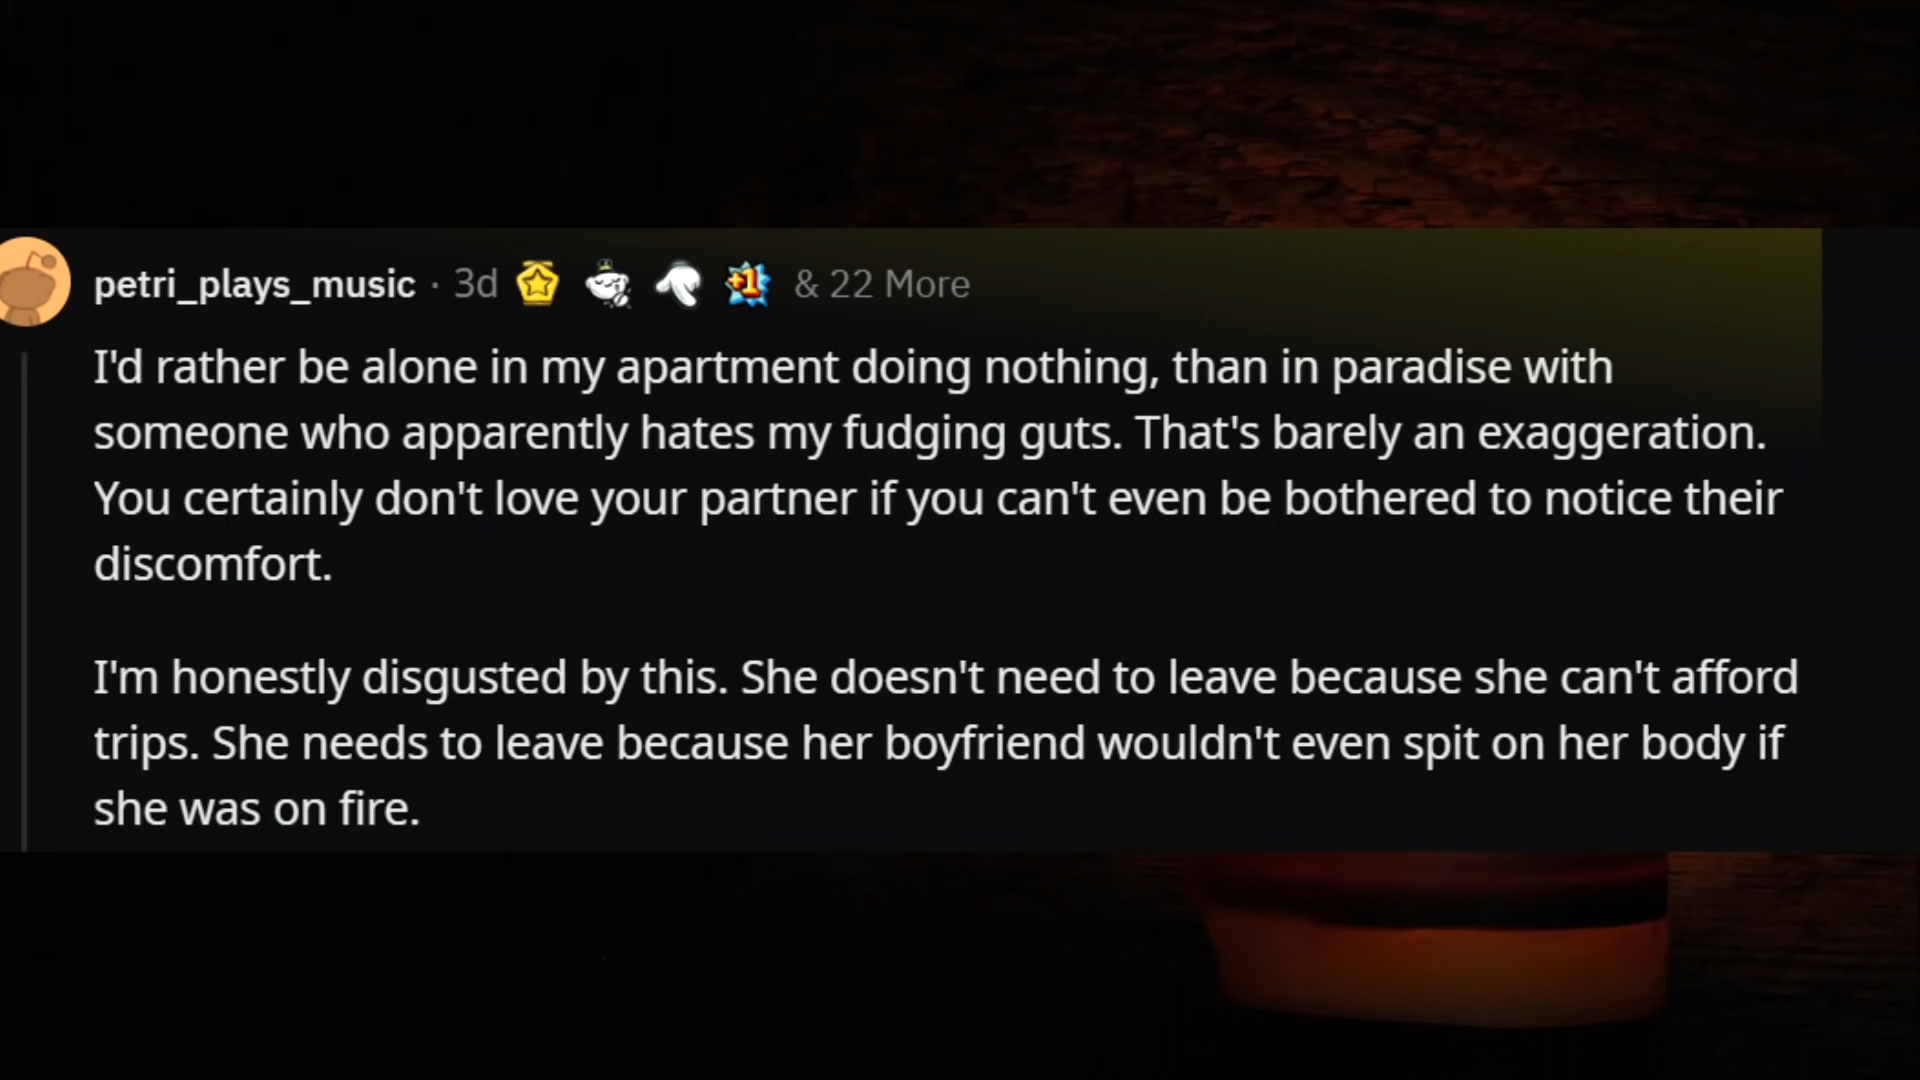 petri_plays_music · 3d +1 & 22 More
I'd rather be alone in my apartment doing nothing, than in paradise with
someone who apparently hates my fudging guts. That's barely an exaggeration.
You certainly don't love your partner if you can't even be bothered to notice their
discomfort.
I'm honestly disgusted by this. She doesn't need to leave because she can't afford
trips. She needs to leave because her boyfriend wouldn't even spit on her body if
she was on fire.